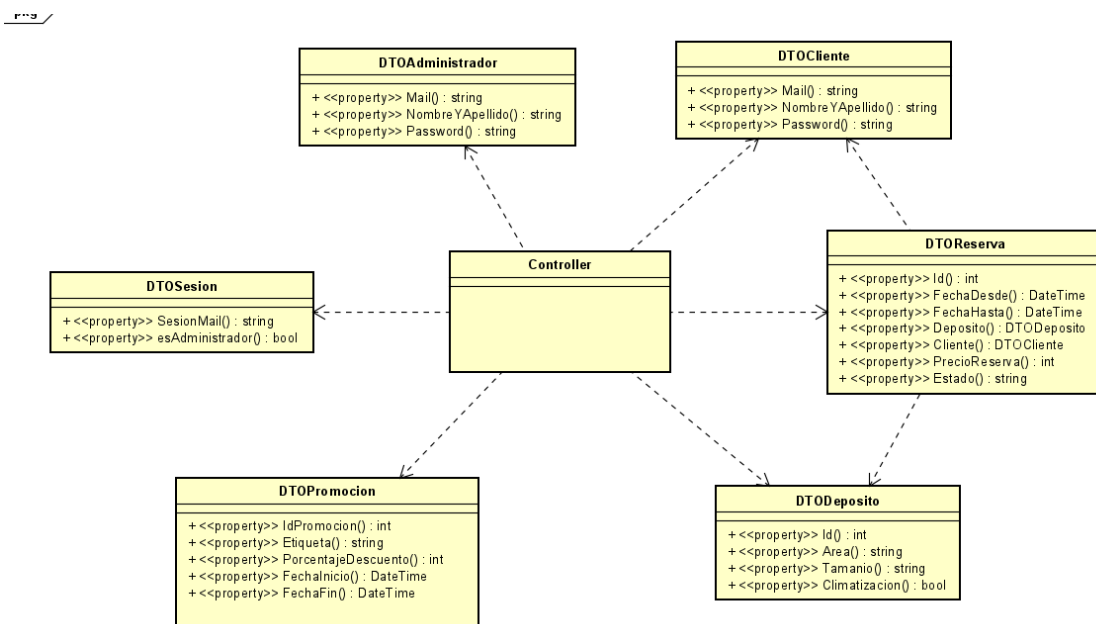 pkg
DTOAdministrador
+ <<property>> Mail() : string
+ <<property>> NombreYApellido() : string
+ <<property>> Password() : string
DTOCliente
+ <<property>> Mail() : string
+ <<property>> NombreYApellido() : string
+ <<property>> Password() : string
Controller
DTOReserva
+ <<property>> Id() : int
+ <<property>> FechaDesde() : DateTime
+ <<property>> FechaHasta() : DateTime
+ <<property>> Deposito() : DTODeposito
+ <<property>> Cliente() : DTOCliente
+ <<property>> PrecioReserva() : int
+ <<property>> Estado() : string
DTOSesion
+ <<property>> SesionMail() : string
+ <<property>> esAdministrador() : bool
DTOPromocion
+ <<property>> IdPromocion() : int
+ <<property>> Etiqueta() : string
+ <<property>> PorcentajeDescuento() : int
+ <<property>> FechaInicio() : DateTime
+ <<property>> FechaFin() : DateTime
DTODeposito
+ <<property>> Id() : int
+ <<property>> Area() : string
+ <<property>> Tamanio() : string
+ <<property>> Climatizacion() : bool